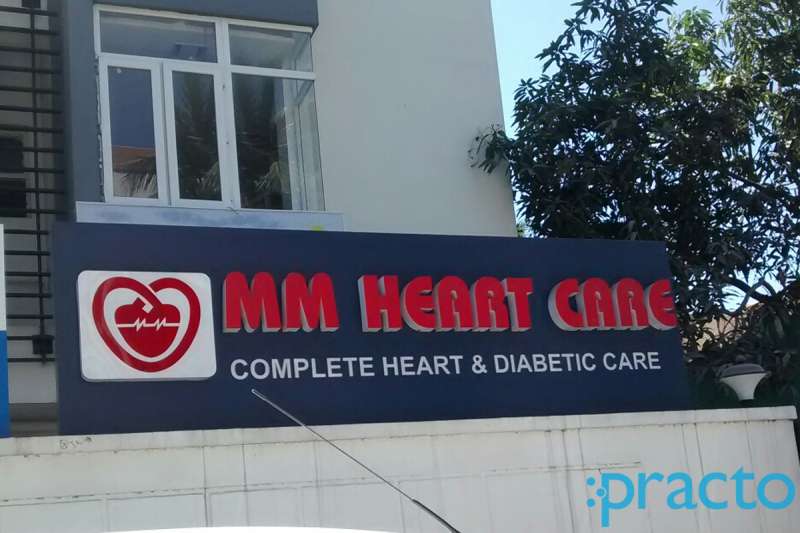 MM HEART CARE
COMPLETE HEART & DIABETIC CARE
:practo